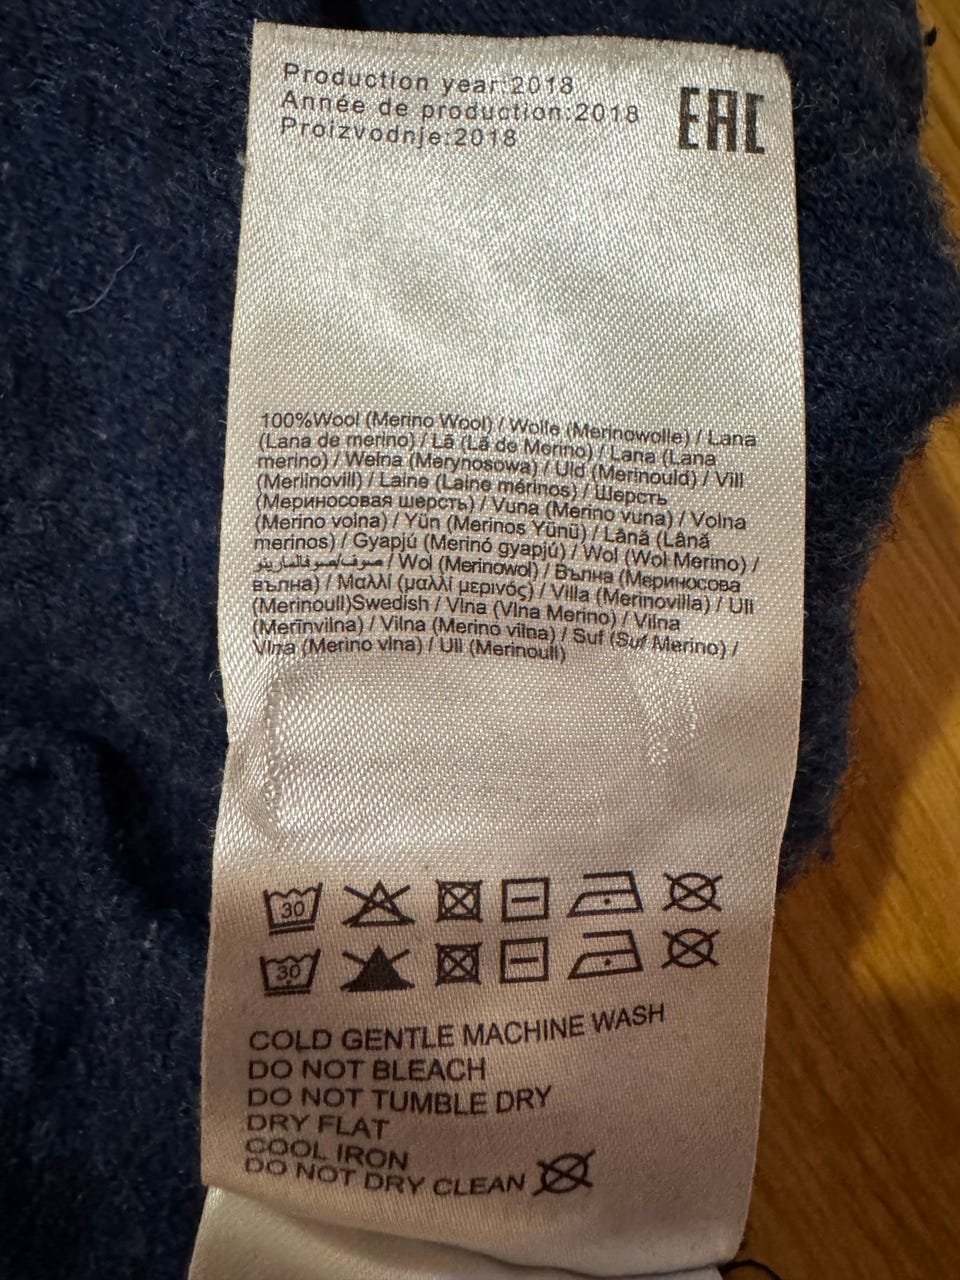 Production year:2018
Année de production:2018
Proizvodnje:2018
EAC
100%Wool (Merino Wool) / Wolle (Merinowolle) / Lana
(Lana de merino) / Lã (Lã de Merino) / Lana (Lana
merino) / Wełna (Merynosowa) / Uld (Merinould) / Vill
(Meriinovill) / Laine (Laine mérinos) / Шерсть
(Мериносовая шерсть) / Vuna (Merino vuna) / Volna
(Merino volna) / Yün (Merinos Yünü) / Lână (Lână
merinos) / Gyapjú (Merinó gyapjú) / Wol (Wol Merino) /
/ Wol (Merinowol) / Вълна (Мериносова
вълна) / Μαλλί (μαλλί μερινός) / Villa (Merinovilla) / Ull
(Merinoull)Swedish / Vlna (Vlna Merino) / Vilna
(Merīnvilna) / Vilna (Merino vilna) / Suf (Suf Merino) /
Vlna (Merino vlna) / Ull (Merinoull)
30
30
COLD GENTLE MACHINE WASH
DO NOT BLEACH
DO NOT TUMBLE DRY
DRY FLAT
COOL IRON
DO NOT DRY CLEAN